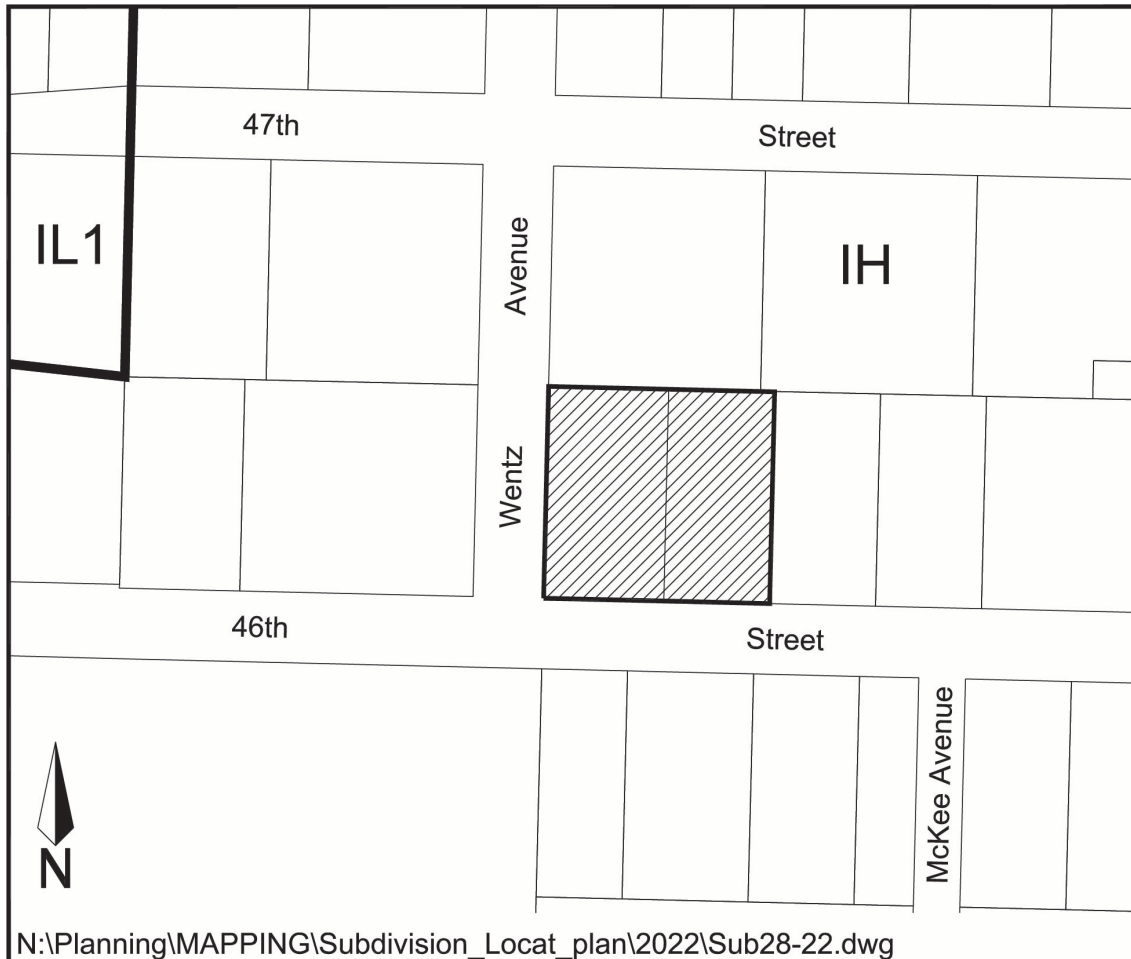 47th Street
IL1
Avenue
IH
Wentz
46th Street
McKee Avenue
N
N:\Planning\MAPPING\Subdivision_Locat_plan\2022\Sub28-22.dwg